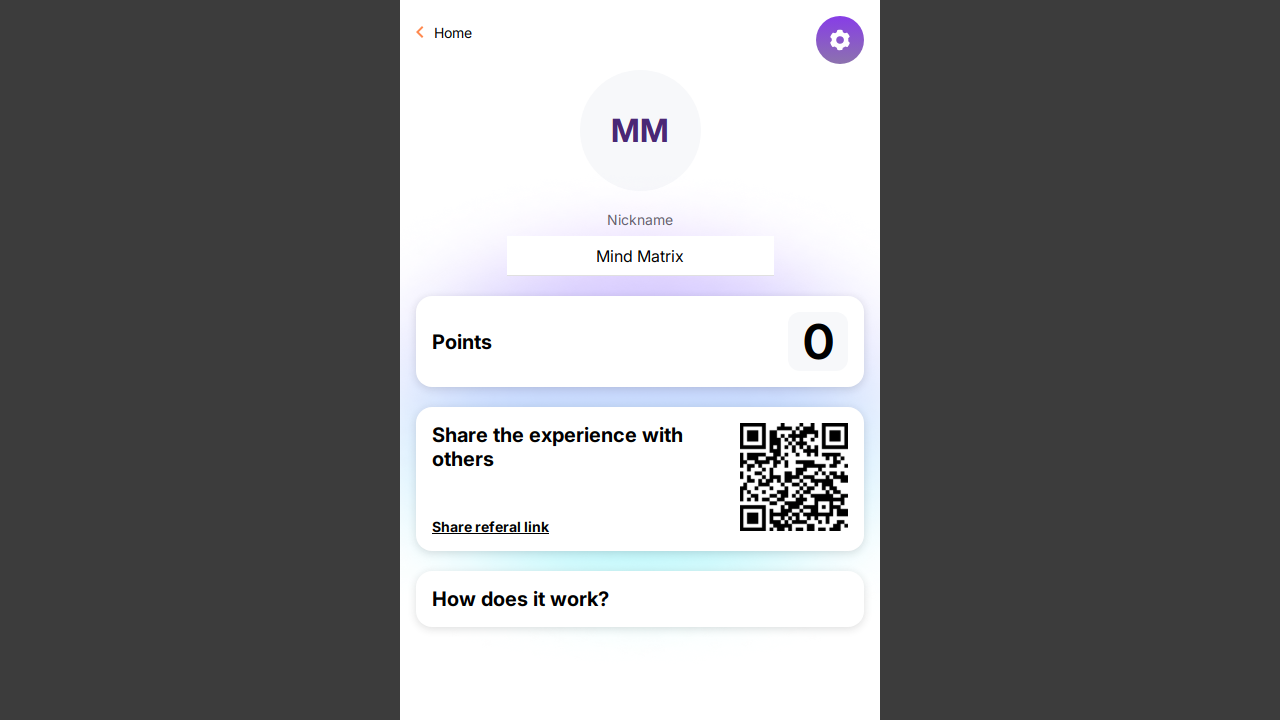 Home
MM
Nickname
Mind Matrix
Points
0
Share the experience with
others
Share referal link
How does it work?